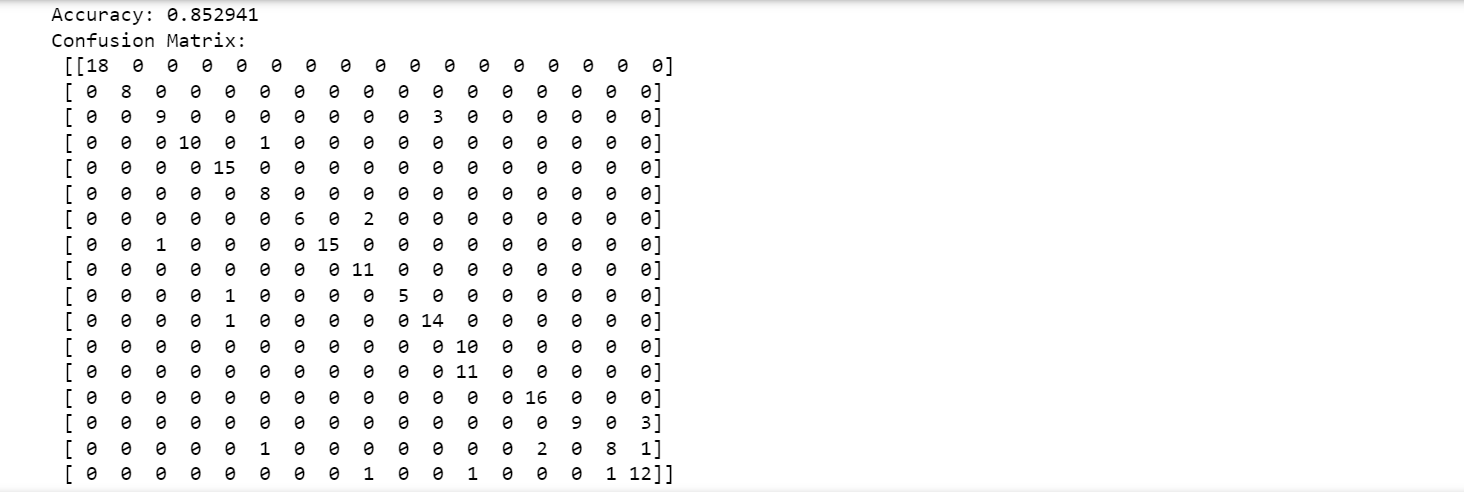 Accuracy: 0.852941
Confusion Matrix:
[[18 0 0 0 0 0 0 0 0 0 0 0 0 0 0 0 0]
[ 0 8 0 0 0 0 0 0 0 0 0 0 0 0 0 0 0]
[ 0 0 9 0 0 0 0 0 0 0 3 0 0 0 0 0 0]
[ 0 0 0 10 0 1 0 0 0 0 0 0 0 0 0 0 0]
[ 0 0 0 0 15 0 0 0 0 0 0 0 0 0 0 0 0]
[ 0 0 0 0 0 8 0 0 0 0 0 0 0 0 0 0 0]
[ 0 0 0 0 0 0 6 0 2 0 0 0 0 0 0 0 0]
[ 0 0 1 0 0 0 0 15 0 0 0 0 0 0 0 0 0]
[ 0 0 0 0 0 0 0 0 11 0 0 0 0 0 0 0 0]
[ 0 0 0 0 1 0 0 0 0 5 0 0 0 0 0 0 0]
[ 0 0 0 0 1 0 0 0 0 0 14 0 0 0 0 0 0]
[ 0 0 0 0 0 0 0 0 0 0 0 10 0 0 0 0 0]
[ 0 0 0 0 0 0 0 0 0 0 0 11 0 0 0 0 0]
[ 0 0 0 0 0 0 0 0 0 0 0 0 0 16 0 0 0]
[ 0 0 0 0 0 0 0 0 0 0 0 0 0 0 9 0 3]
[ 0 0 0 0 0 1 0 0 0 0 0 0 0 2 0 8 1]
[ 0 0 0 0 0 0 0 0 1 0 0 1 0 0 0 1 12]]